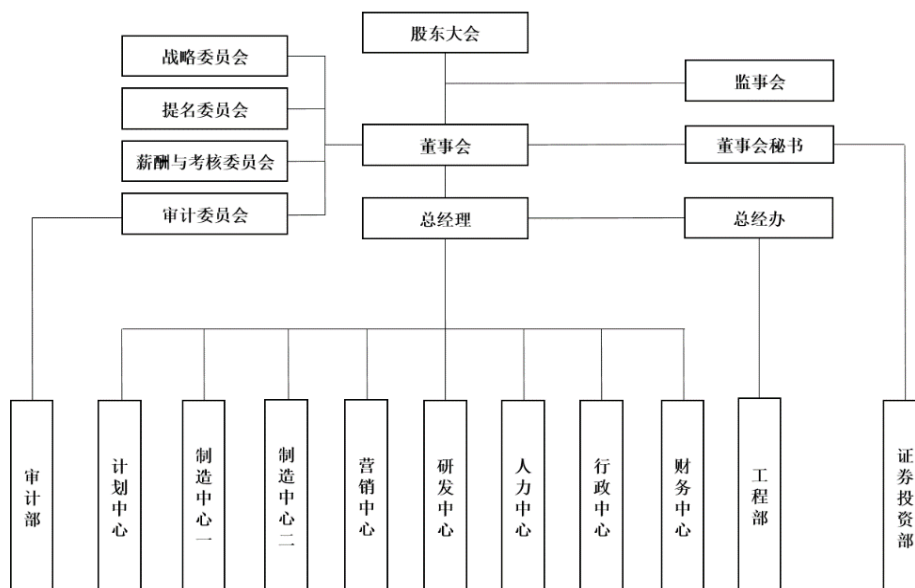 股东大会
战略委员会
监事会
提名委员会
董事会
董事会秘书
薪酬与考核委员会
审计委员会
总经理
总经办
审计部
计划中心
制造中心一
制造中心二
营销中心
研发中心
人力中心
行政中心
财务中心
工程部
证券投资部